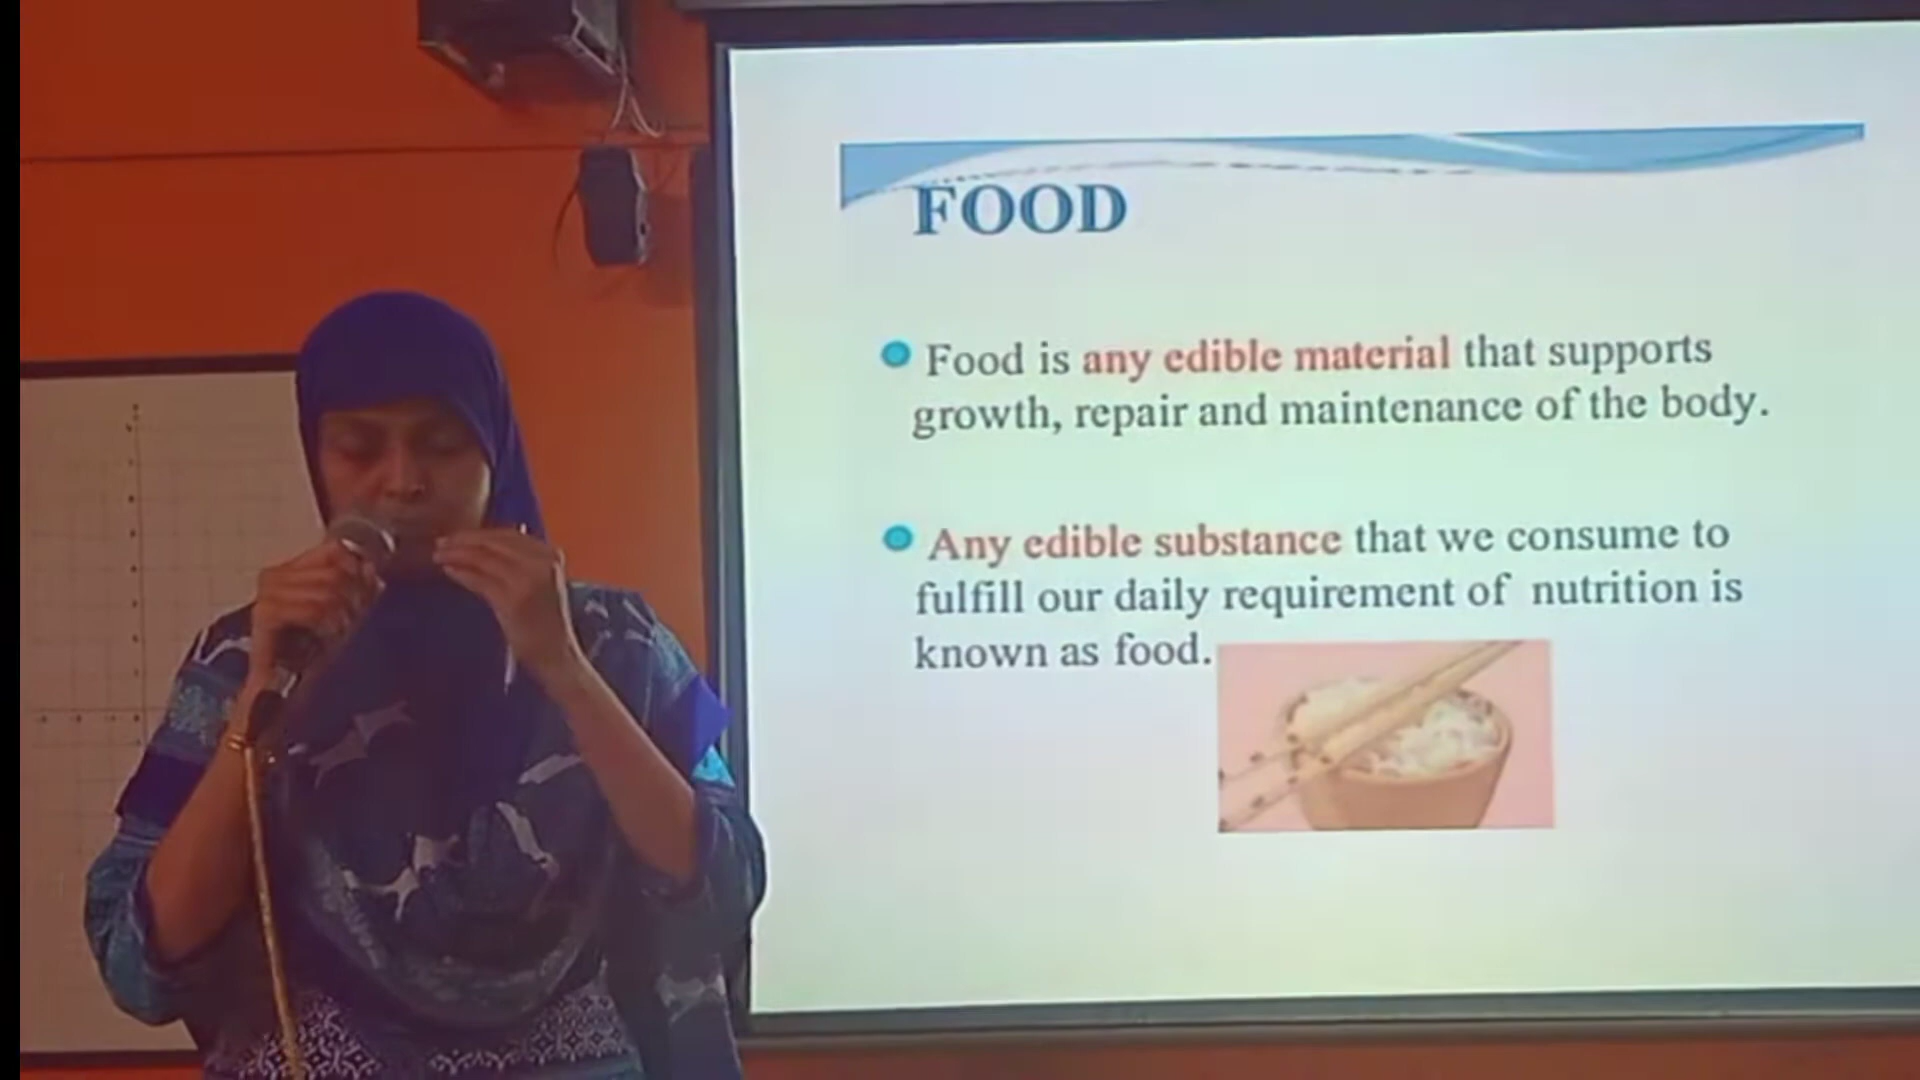 FOOD
Food is any edible material that supports
growth, repair and maintenance of the body.
Any edible substance that we consume to
fulfill our daily requirement of nutrition is
known as food.